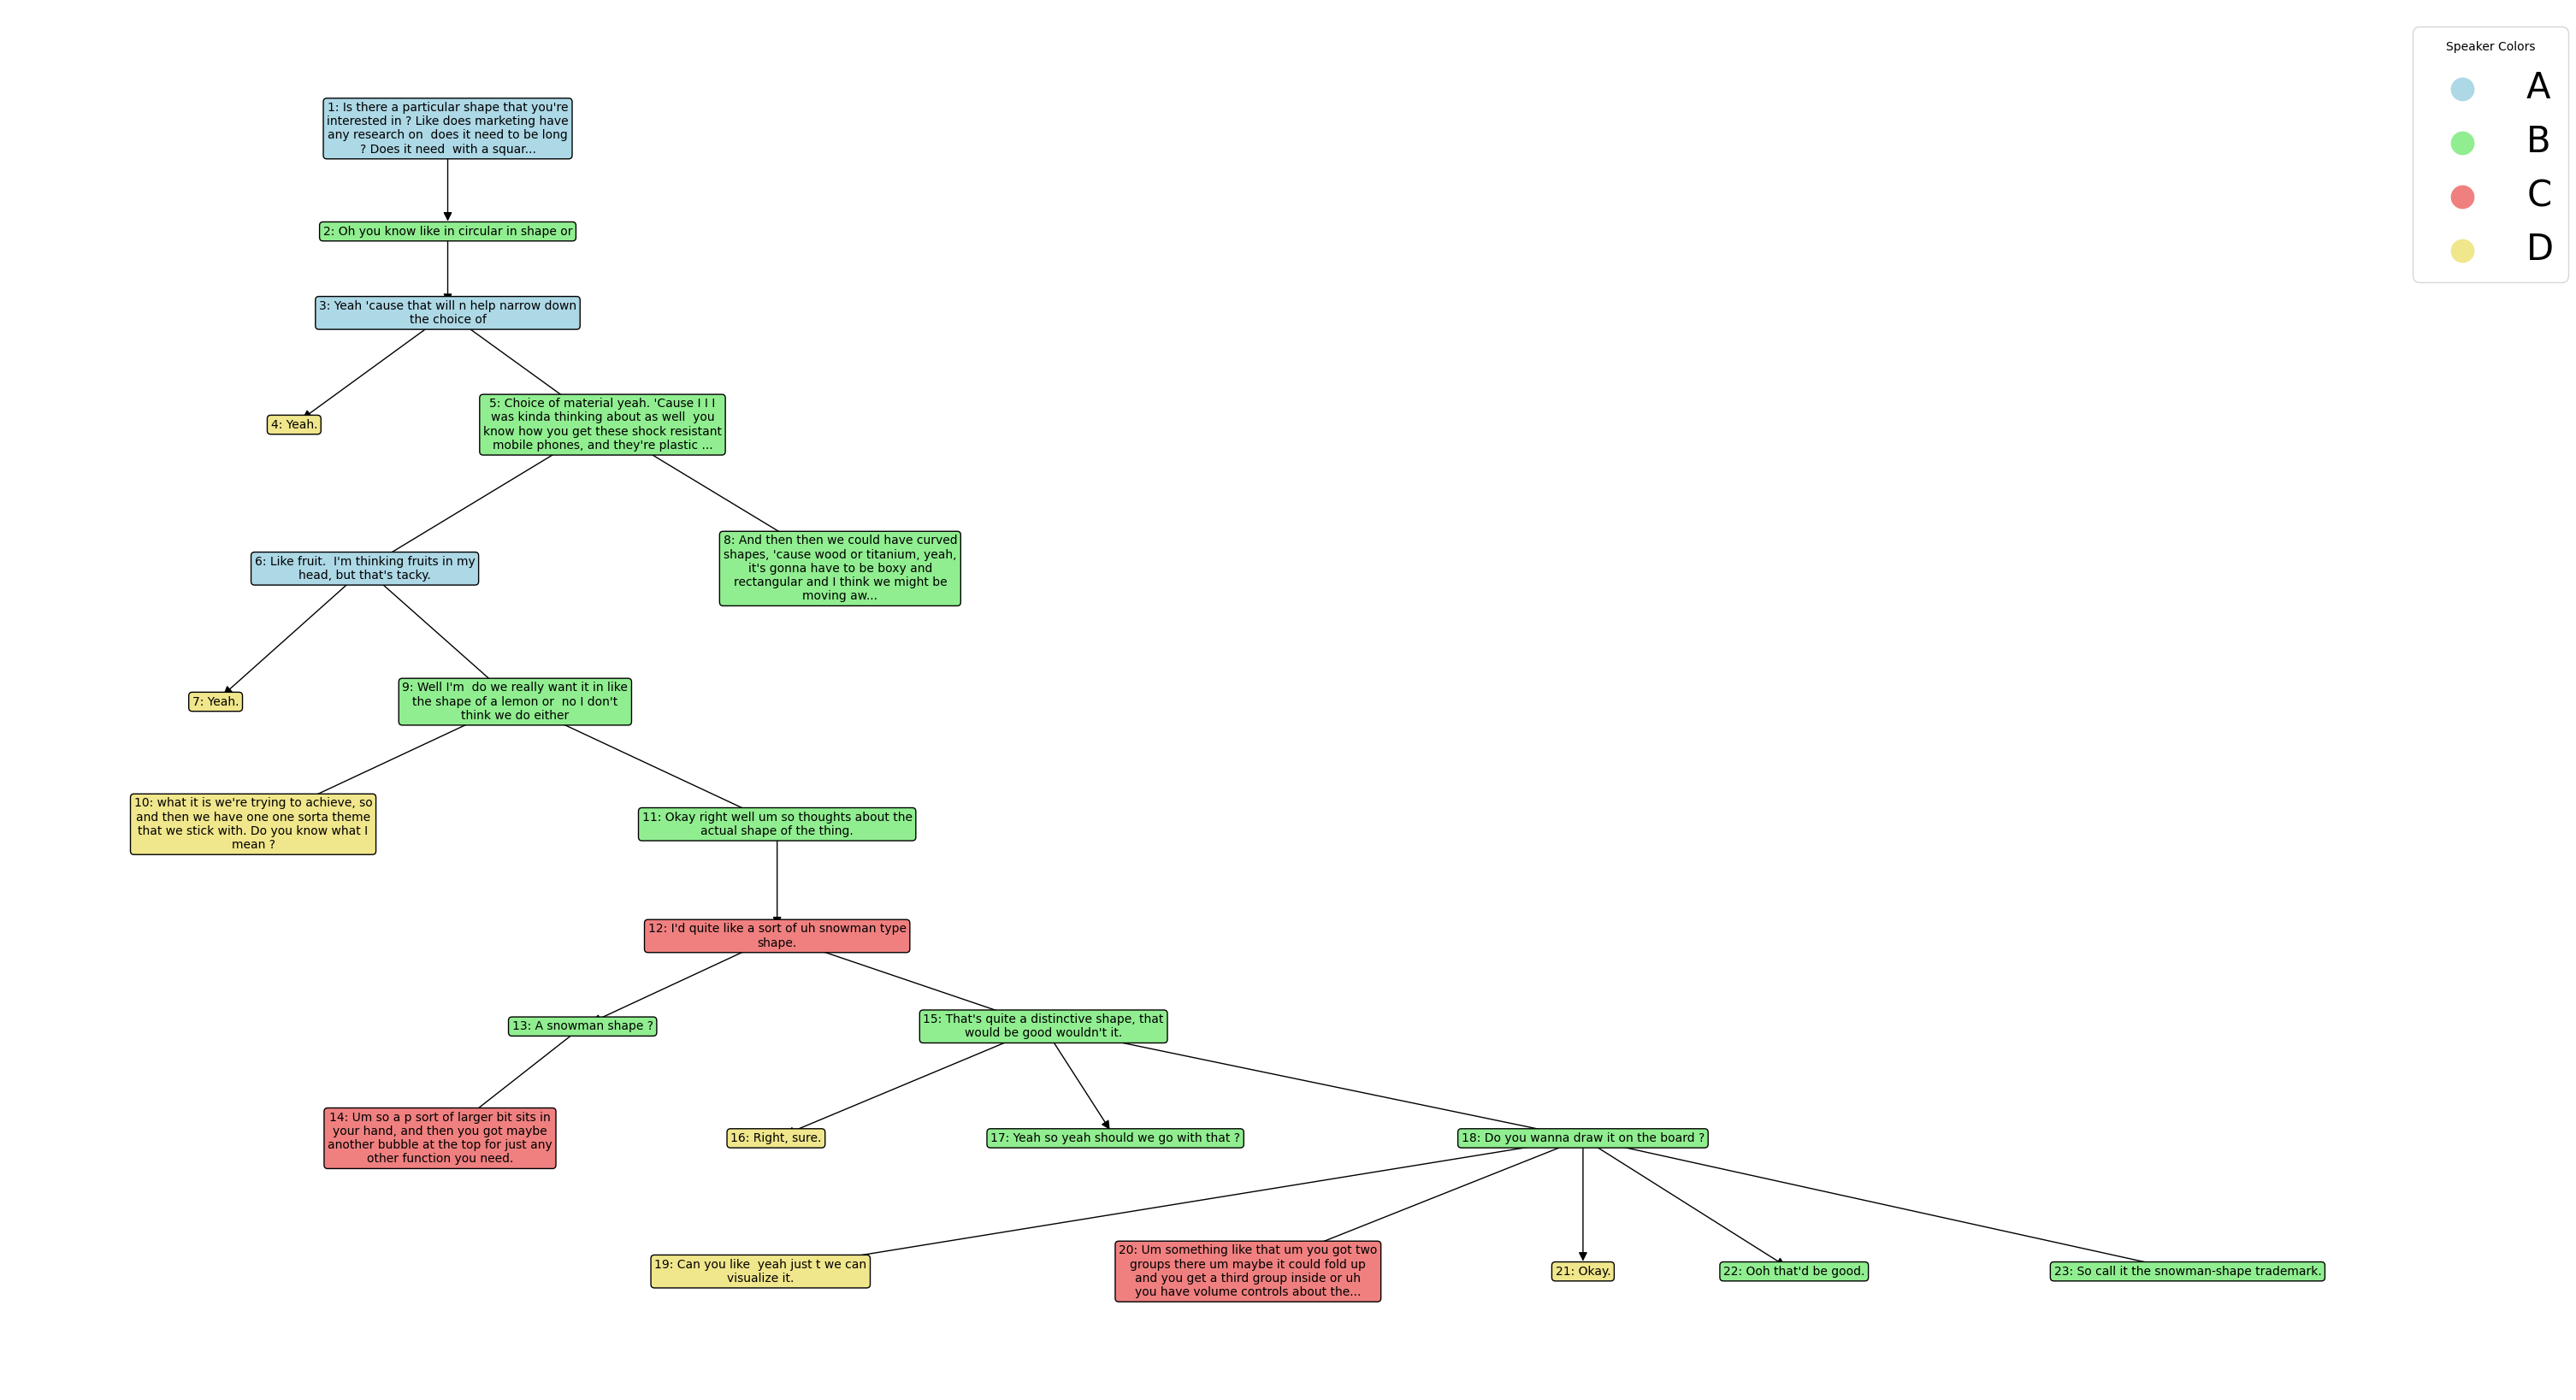 Speaker Colors
A
B
C
D
1: Is there a particular shape that you're
interested in ? Like does marketing have
any research on  does it need to be long
? Does it need  with a squar...
2: Oh you know like in circular in shape or
3: Yeah 'cause that will n help narrow down
the choice of
4: Yeah.
5: Choice of material yeah. 'Cause I I I
was kinda thinking about as well  you
know how you get these shock resistant
mobile phones, and they're plastic ...
6: Like fruit.  I'm thinking fruits in my
head, but that's tacky.
8: And then then we could have curved
shapes, 'cause wood or titanium, yeah,
it's gonna have to be boxy and
rectangular and I think we might be
moving aw...
7: Yeah.
9: Well I'm  do we really want it in like
the shape of a lemon or  no I don't
think we do either
10: what it is we're trying to achieve, so
and then we have one one sorta theme
that we stick with. Do you know what I
mean ?
11: Okay right well um so thoughts about the
actual shape of the thing.
12: I'd quite like a sort of uh snowman type
shape.
13: A snowman shape ?
15: That's quite a distinctive shape, that
would be good wouldn't it.
14: Um so a p sort of larger bit sits in
your hand, and then you got maybe
another bubble at the top for just any
other function you need.
16: Right, sure.
17: Yeah so yeah should we go with that ?
18: Do you wanna draw it on the board ?
19: Can you like  yeah just t we can
visualize it.
20: Um something like that um you got two
groups there um maybe it could fold up
and you get a third group inside or uh
you have volume controls about the...
21: Okay.
22: Ooh that'd be good.
23: So call it the snowman-shape trademark.